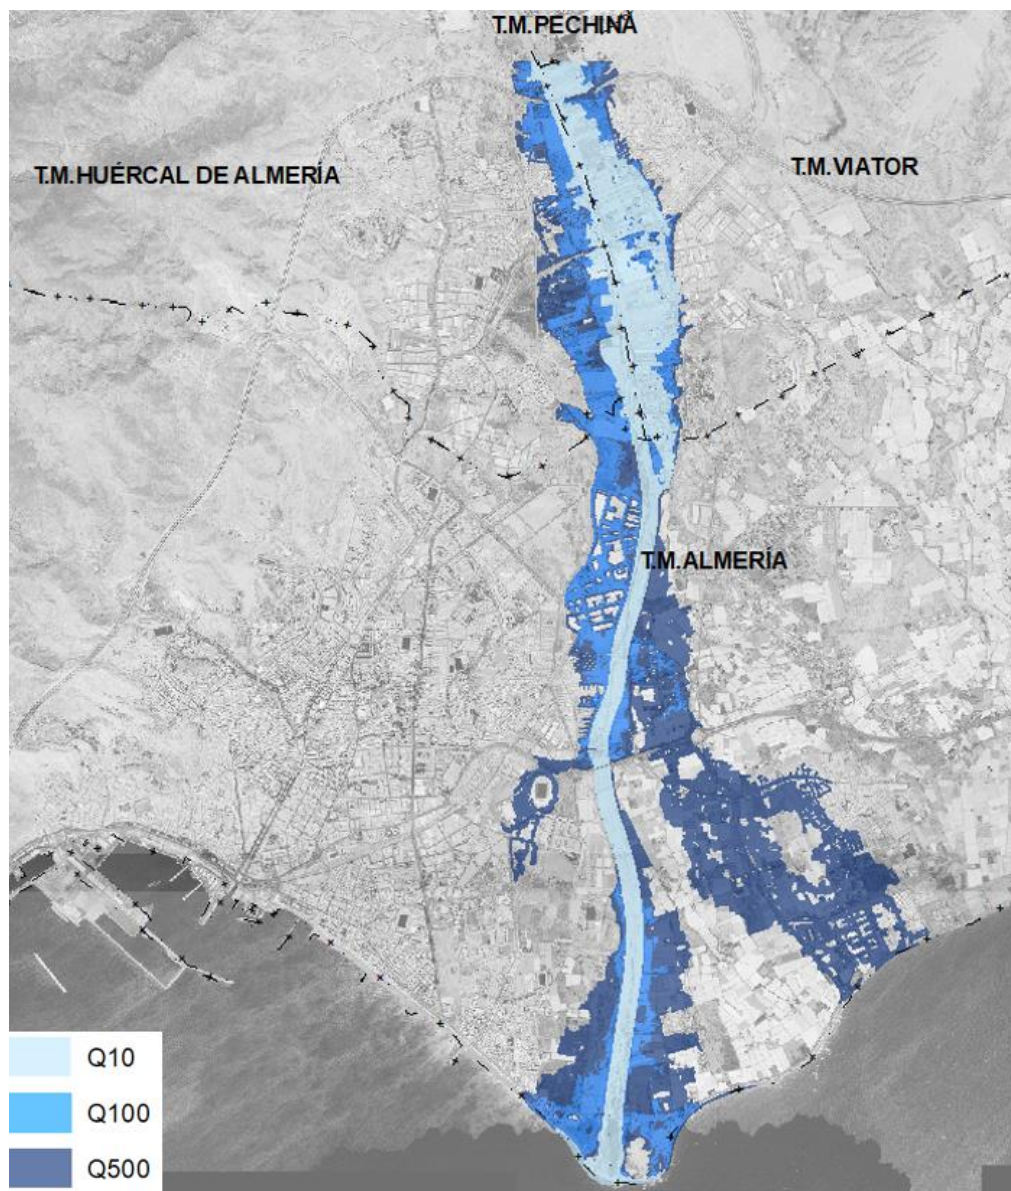 T.M.PECHINA
T.M.HUÉRCAL DE ALMERÍA
T.M.VIATOR
T.M.ALMERÍA
Q10
Q100
Q500